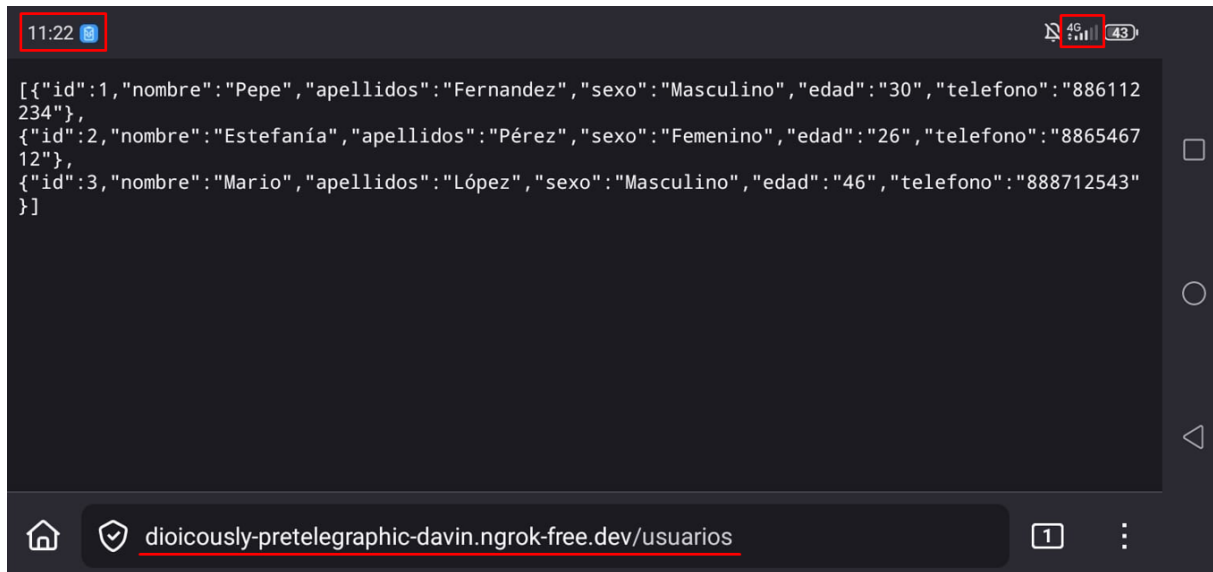 11:22
4G 43
[{"id":1,"nombre":"Pepe","apellidos":"Fernandez","sexo":"Masculino","edad":"30","telefono":"886112
234"},
{"id":2,"nombre":"Estefanía","apellidos":"Pérez","sexo":"Femenino","edad":"26","telefono":"8865467
12"},
{"id":3,"nombre":"Mario","apellidos":"López","sexo":"Masculino","edad":"46","telefono":"888712543"
}]
dioicously-pretelegraphic-davin.ngrok-free.dev/usuarios
1